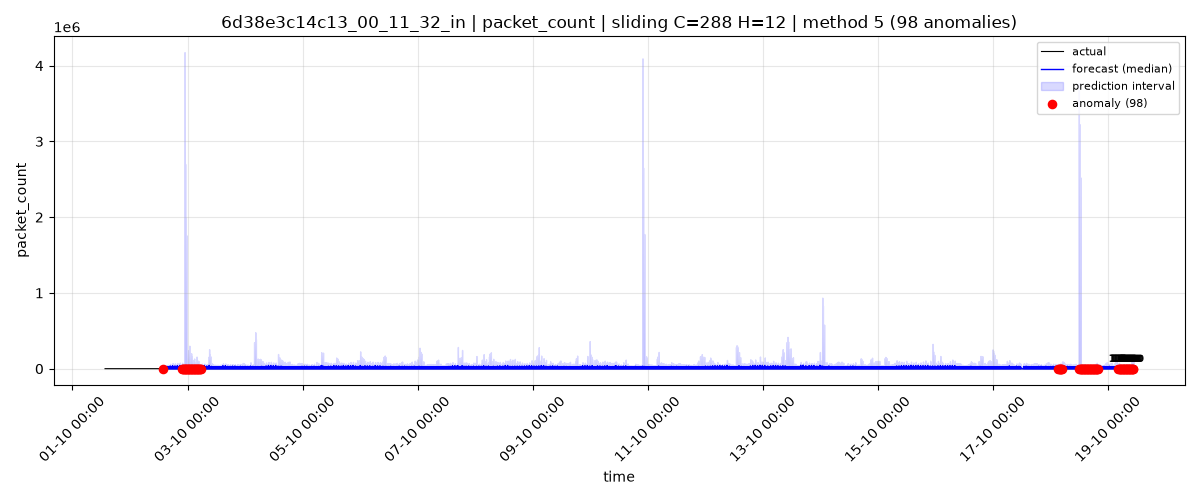 6d38e3c14c13_00_11_32_in | packet_count | sliding C=288 H=12 | method 5 (98 anomalies)
1e6
actual
forecast (median)
prediction interval
anomaly (98)
4
3
2
1
0
packet_count
01-10 00:00
03-10 00:00
05-10 00:00
07-10 00:00
09-10 00:00
11-10 00:00
13-10 00:00
15-10 00:00
17-10 00:00
19-10 00:00
time